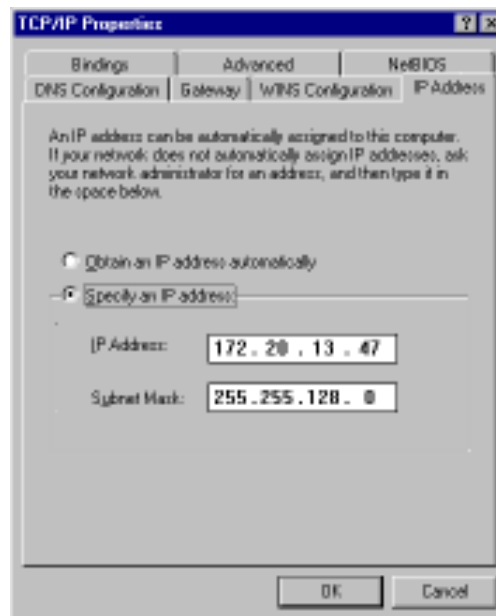 TCP/IP Properties ? ×
Bindings Advanced NetBIOS
DNS Configuration Gateway WINS Configuration IP Address
An IP address can be automatically assigned to this computer.
If your network does not automatically assign IP addresses, ask
your network administrator for an address, and then type it in
the space below.
Obtain an IP address automatically
Specify an IP address:
IP Address: 172. 20 . 13 . 47
Subnet Mask: 255.255.128. 0
OK Cancel